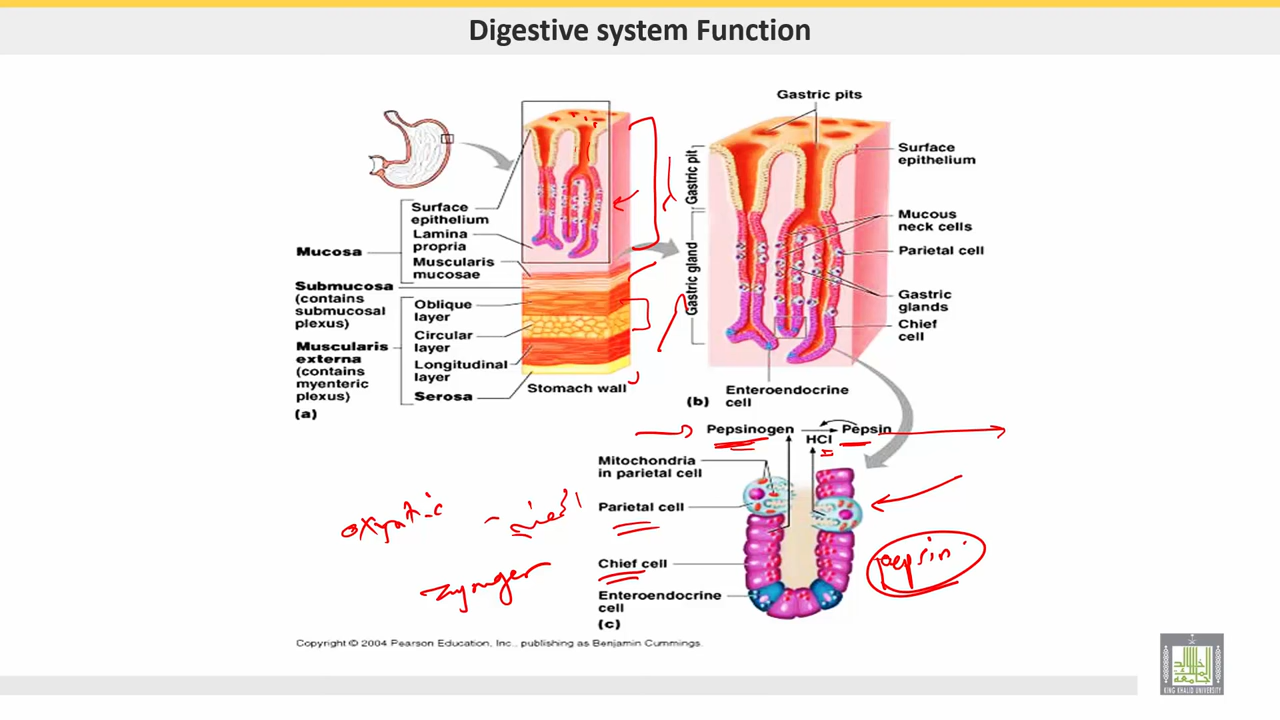 Digestive system Function
Surface
epithelium
Lamina
propria
Muscularis
mucosae
Mucosa
Submucosa
(contains
submucosal
plexus)
Muscularis
externa
(contains
myenteric
plexus)
Oblique
layer
Circular
layer
Longitudinal
layer
Serosa
Stomach wall
(a)
Gastric pits
Gastric pit
Gastric gland
Surface
epithelium
Mucous
neck cells
Parietal cell
Gastric
glands
Chief
cell
Enteroendocrine
cell
(b)
Pepsinogen
HCl
Pepsin
Mitochondria
in parietal cell
Parietal cell
Chief cell
Enteroendocrine
cell
(c)
pepsin
Copyright © 2004 Pearson Education, Inc., publishing as Benjamin Cummings.
KING KHALID UNIVERSITY